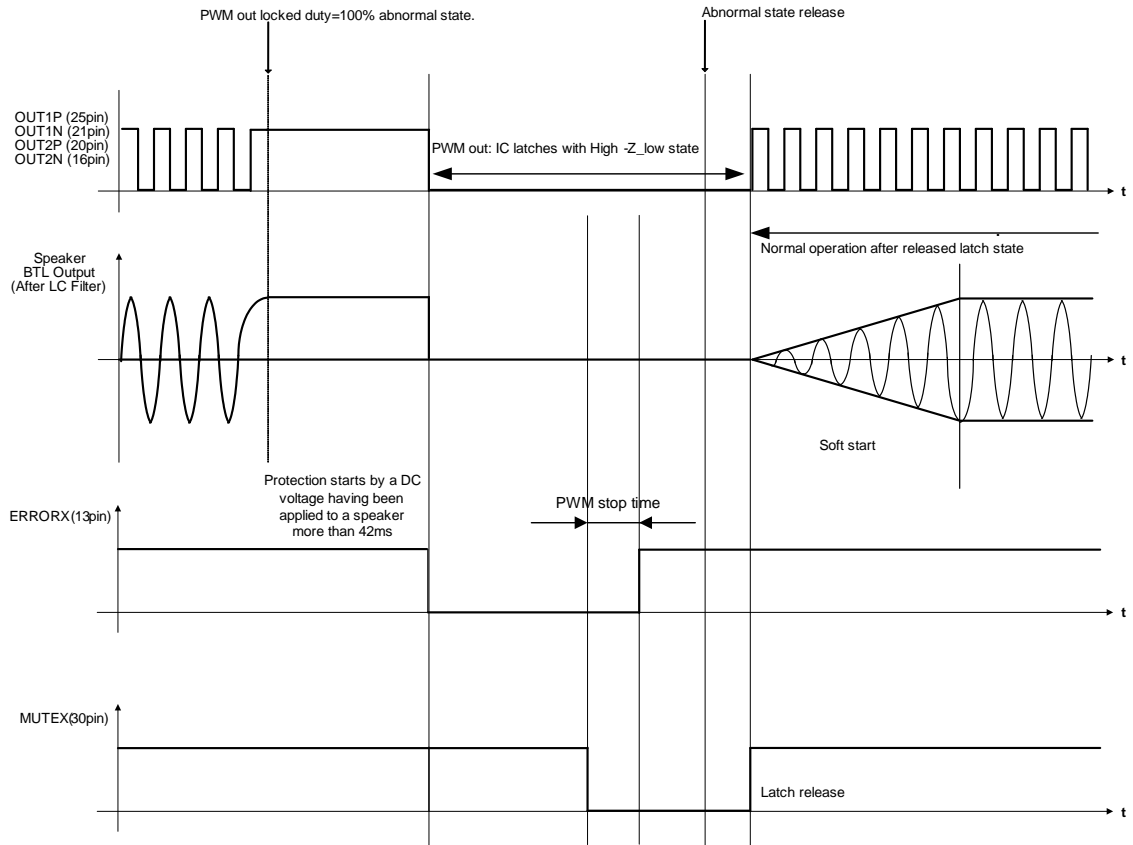 PWM out locked duty=100% abnormal state.
Abnormal state release
OUT1P (25pin)
OUT1N (21pin)
OUT2P (20pin)
OUT2N (16pin)
PWM out: IC latches with High -Z_low state
t
Normal operation after released latch state
Speaker
BTL Output
(After LC Filter)
t
Soft start
Protection starts by a DC
voltage having been
applied to a speaker
more than 42ms
PWM stop time
ERRORX (13pin)
t
MUTEX(30pin)
Latch release
t